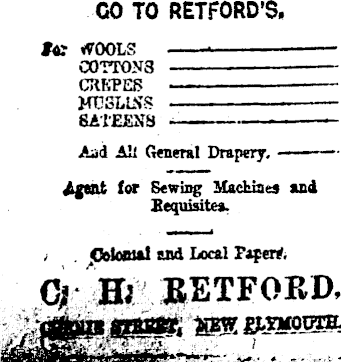 GO TO RETFORD'S,
For WOOLS
COTTONS
CREPES
MUSLINS
SATEENS
And All General Drapery.
Agent for Sewing Machines and
Requisites.
Colonial and Local Papers.
C. H. RETFORD,
STREET, NEW PLYMOUTH.